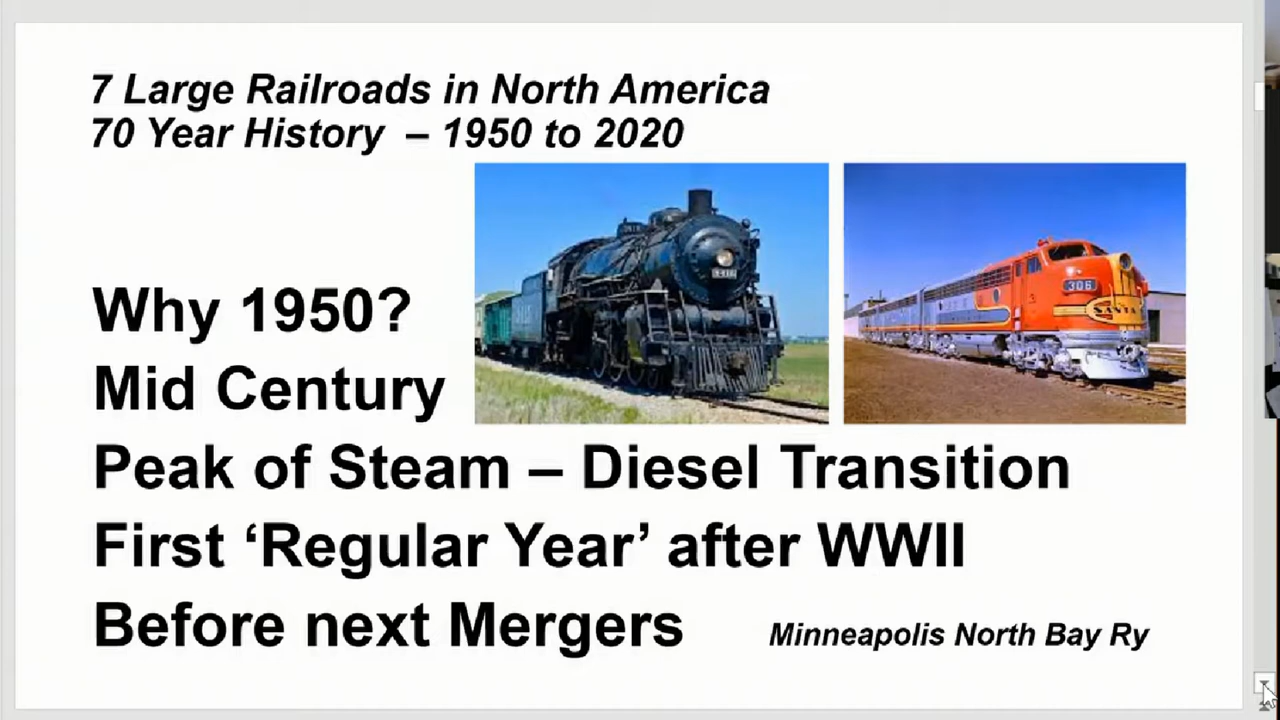 7 Large Railroads in North America
70 Year History – 1950 to 2020
306
Why 1950?
Mid Century
Peak of Steam – Diesel Transition
First ‘Regular Year’ after WWII
Before next Mergers
Minneapolis North Bay Ry